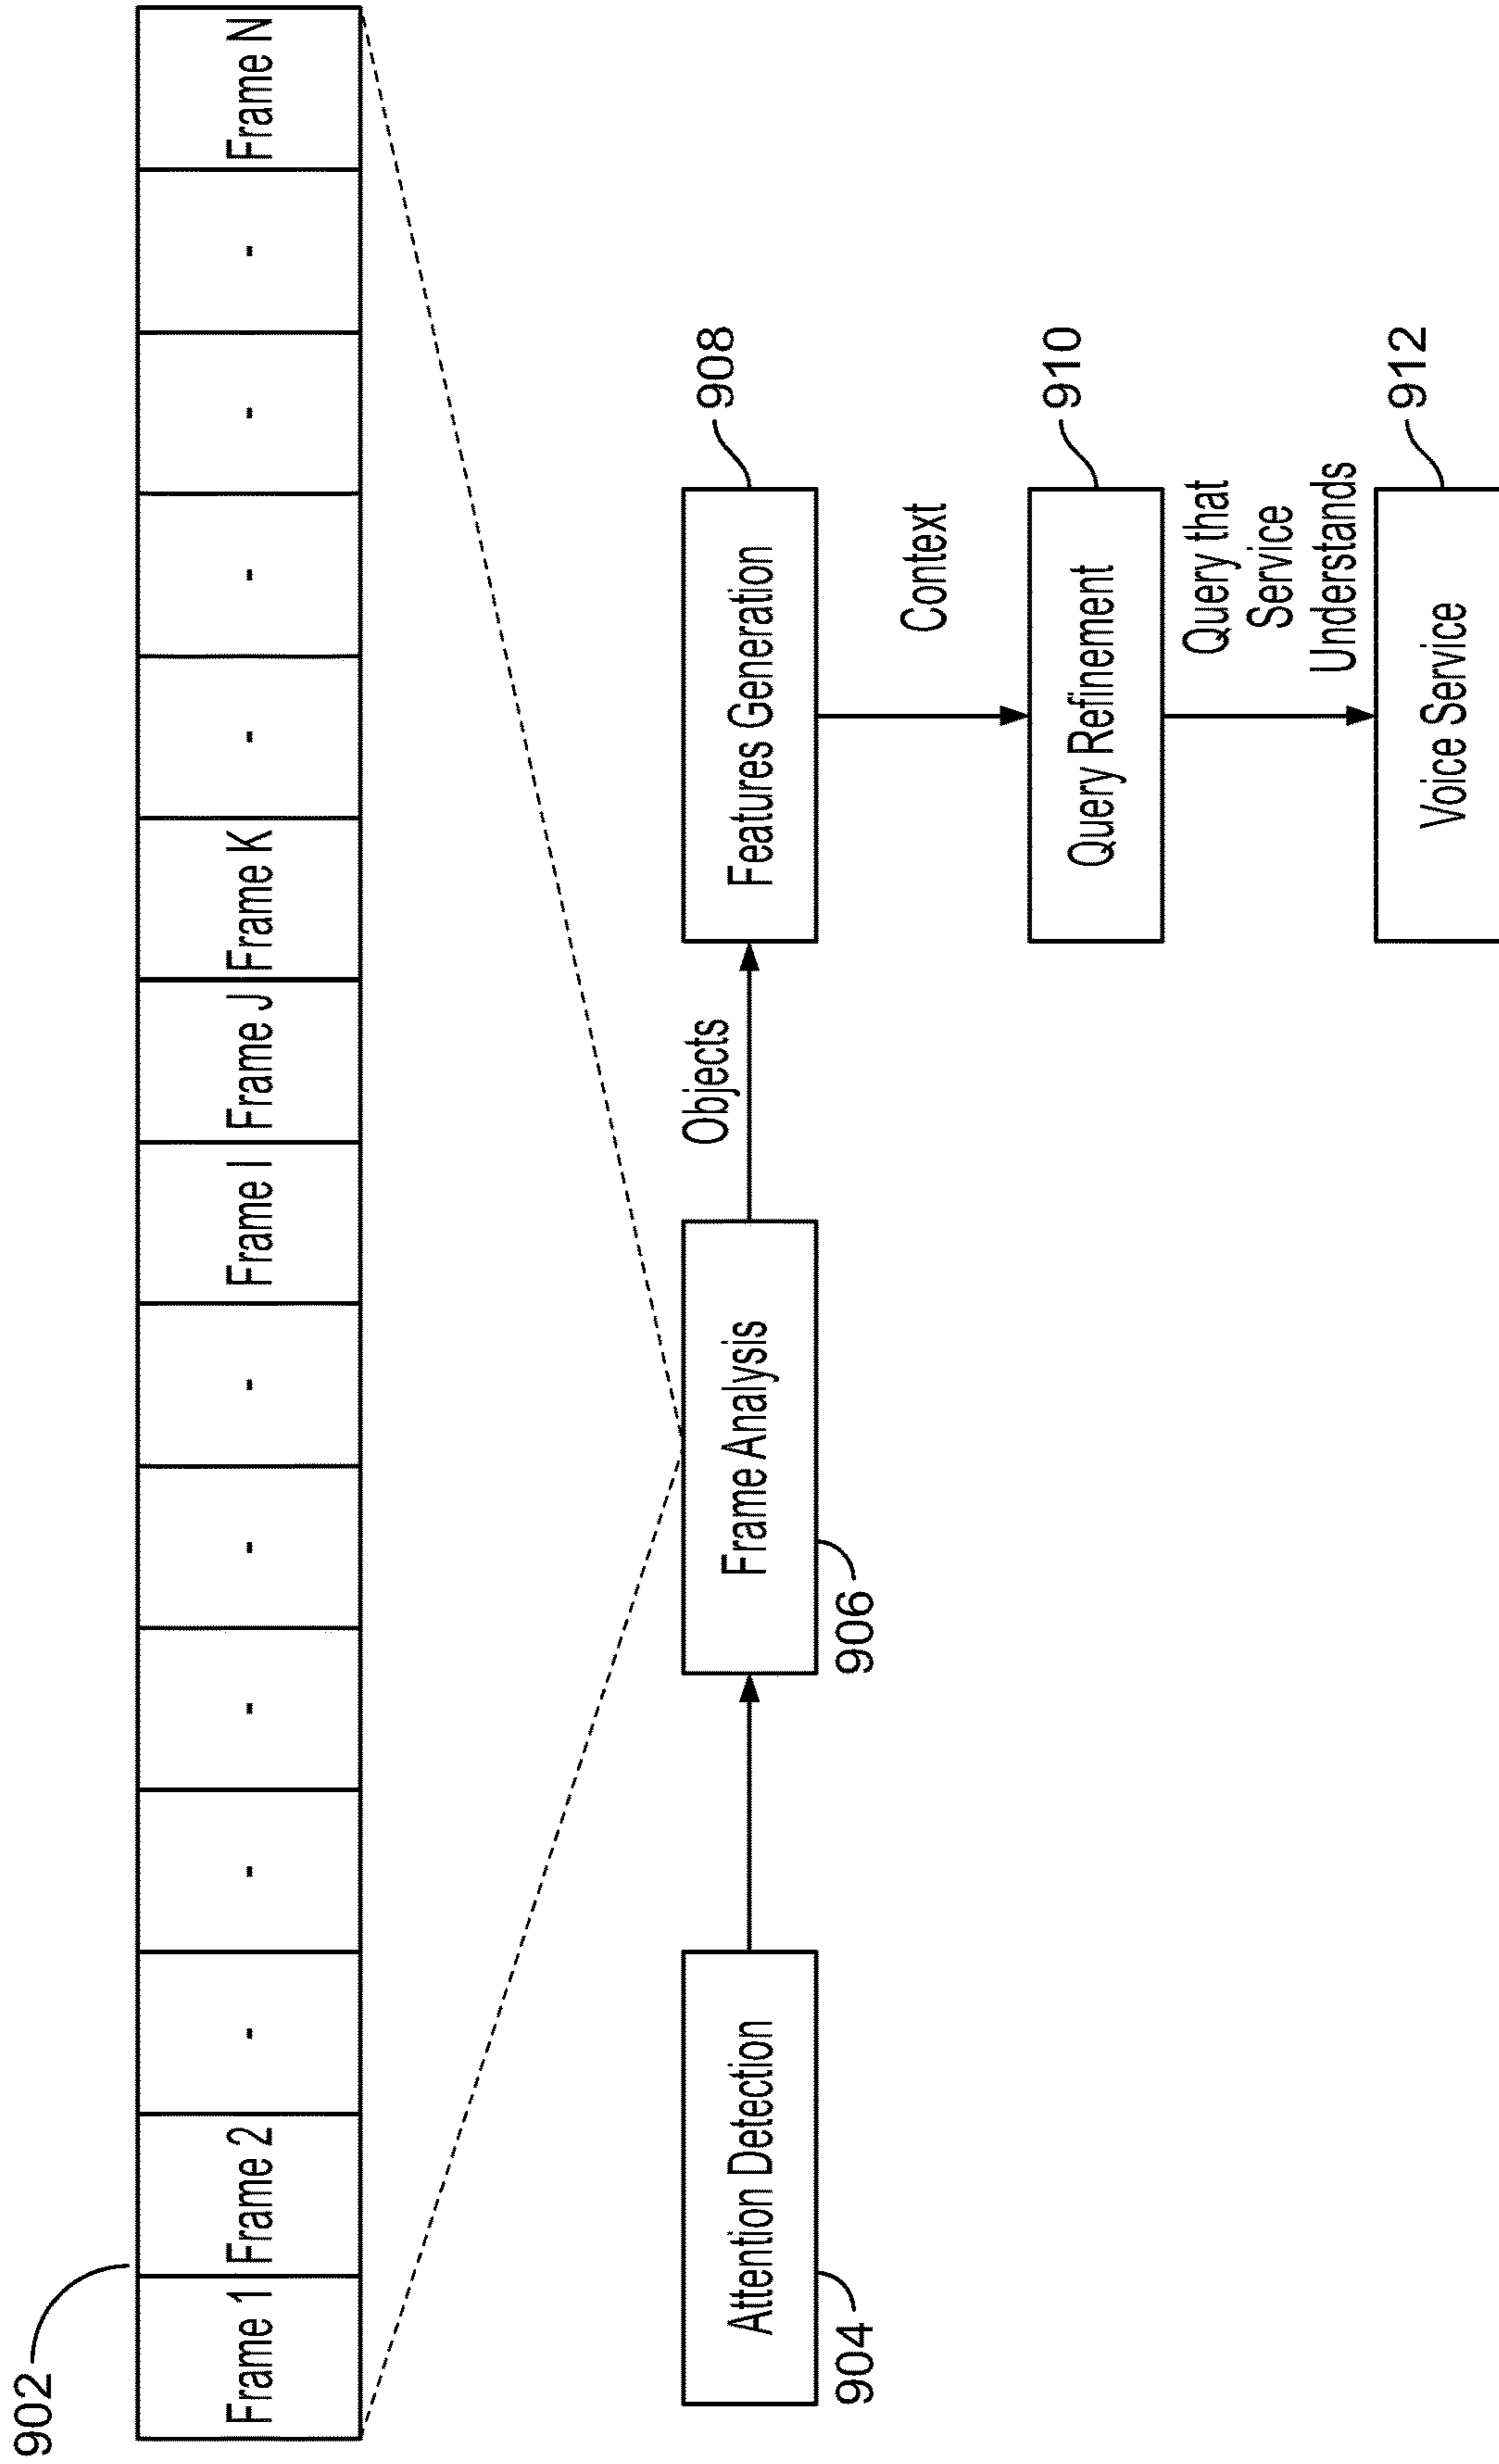 902
Frame 1 Frame 2 - - - - - Frame I Frame J Frame K - - - - Frame N
Attention Detection
904
Frame Analysis
906
Objects
Features Generation
908
Context
Query Refinement
910
Query that
Service
Understands
Voice Service
912